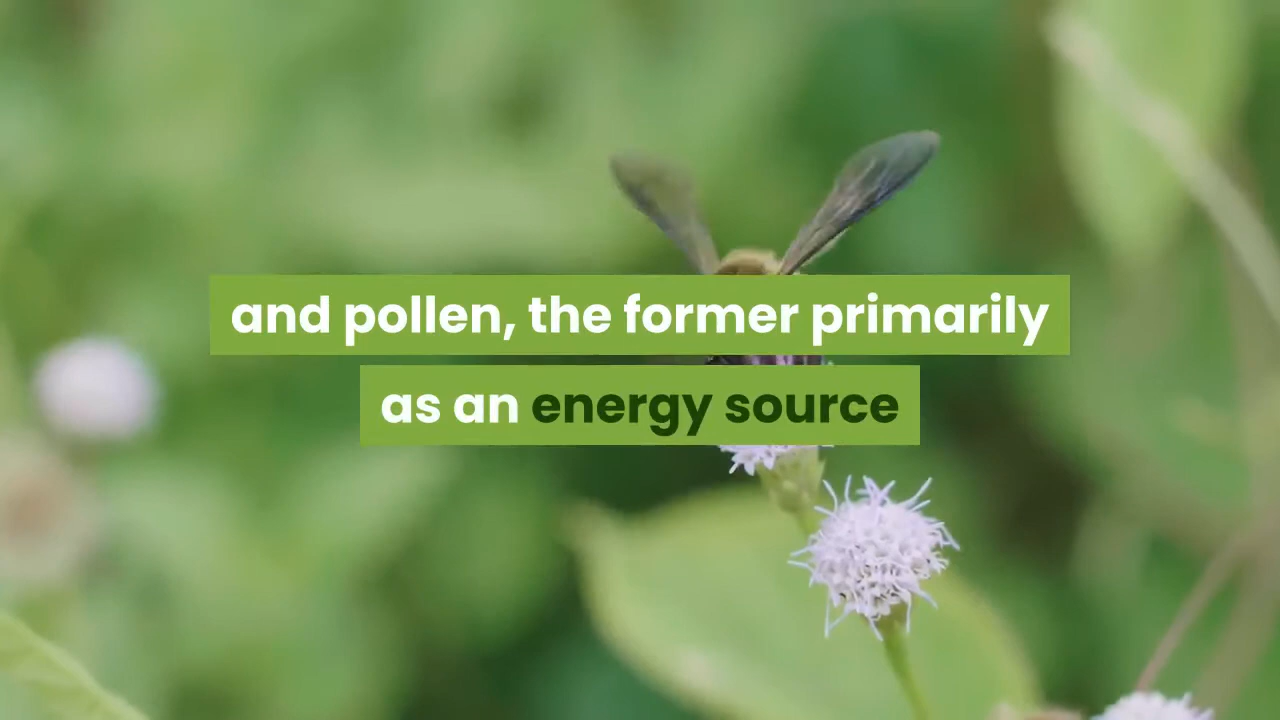 and pollen, the former primarily
as an energy source